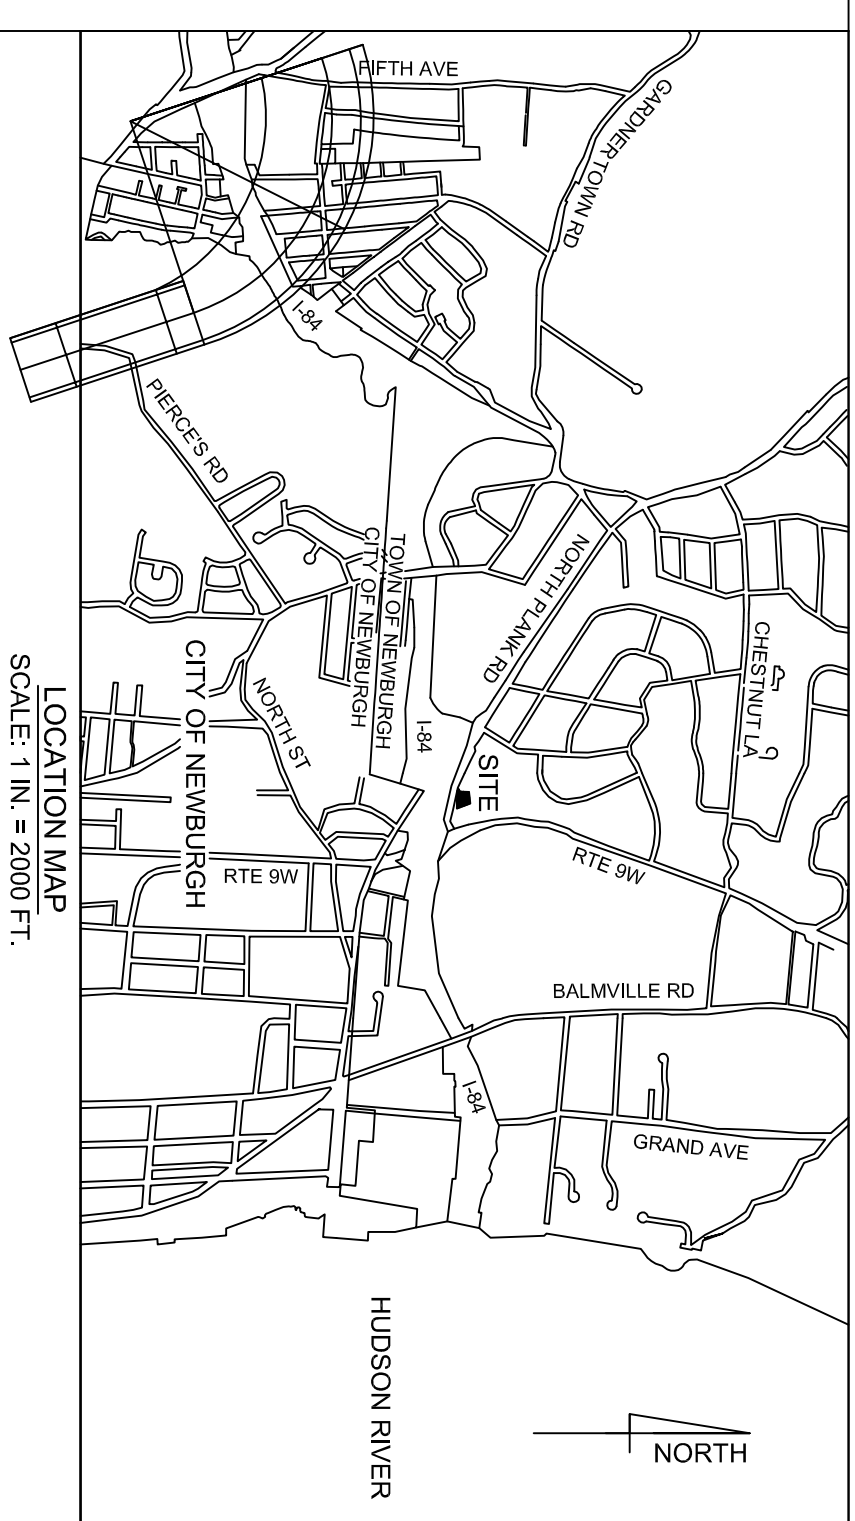 FIFTH AVE
GARDNERTOWN RD
I-84
PIERCE'S RD
TOWN OF NEWBURGH
CITY OF NEWBURGH
NORTH PLANK RD
CHESTNUT LA
CITY OF NEWBURGH
NORTH ST
I-84
SITE
RTE 9W
RTE 9W
BALMVILLE RD
I-84
GRAND AVE
HUDSON RIVER
NORTH
LOCATION MAP
SCALE: 1 IN. = 2000 FT.